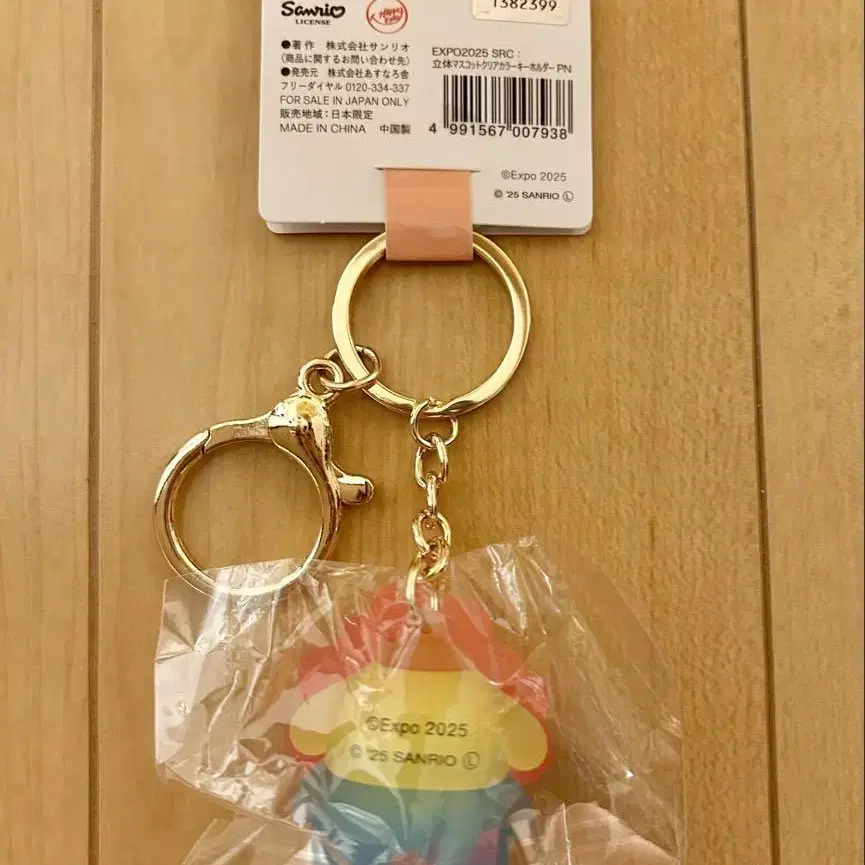 Sanrio
LICENSE
1382399
●著作 株式会社サンリオ
〈商品に関するお問い合わせ先〉
●発売元 株式会社あすなろ舎
フリーダイヤル 0120-334-337
FOR SALE IN JAPAN ONLY
販売地域：日本限定
MADE IN CHINA 中国製
EXPO2025 SRC：
立体マスコットクリアカラーキーホルダー PN
4 991567 007938
©Expo 2025
© '25 SANRIO Ⓛ
©Expo 2025
© '25 SANRIO Ⓛ